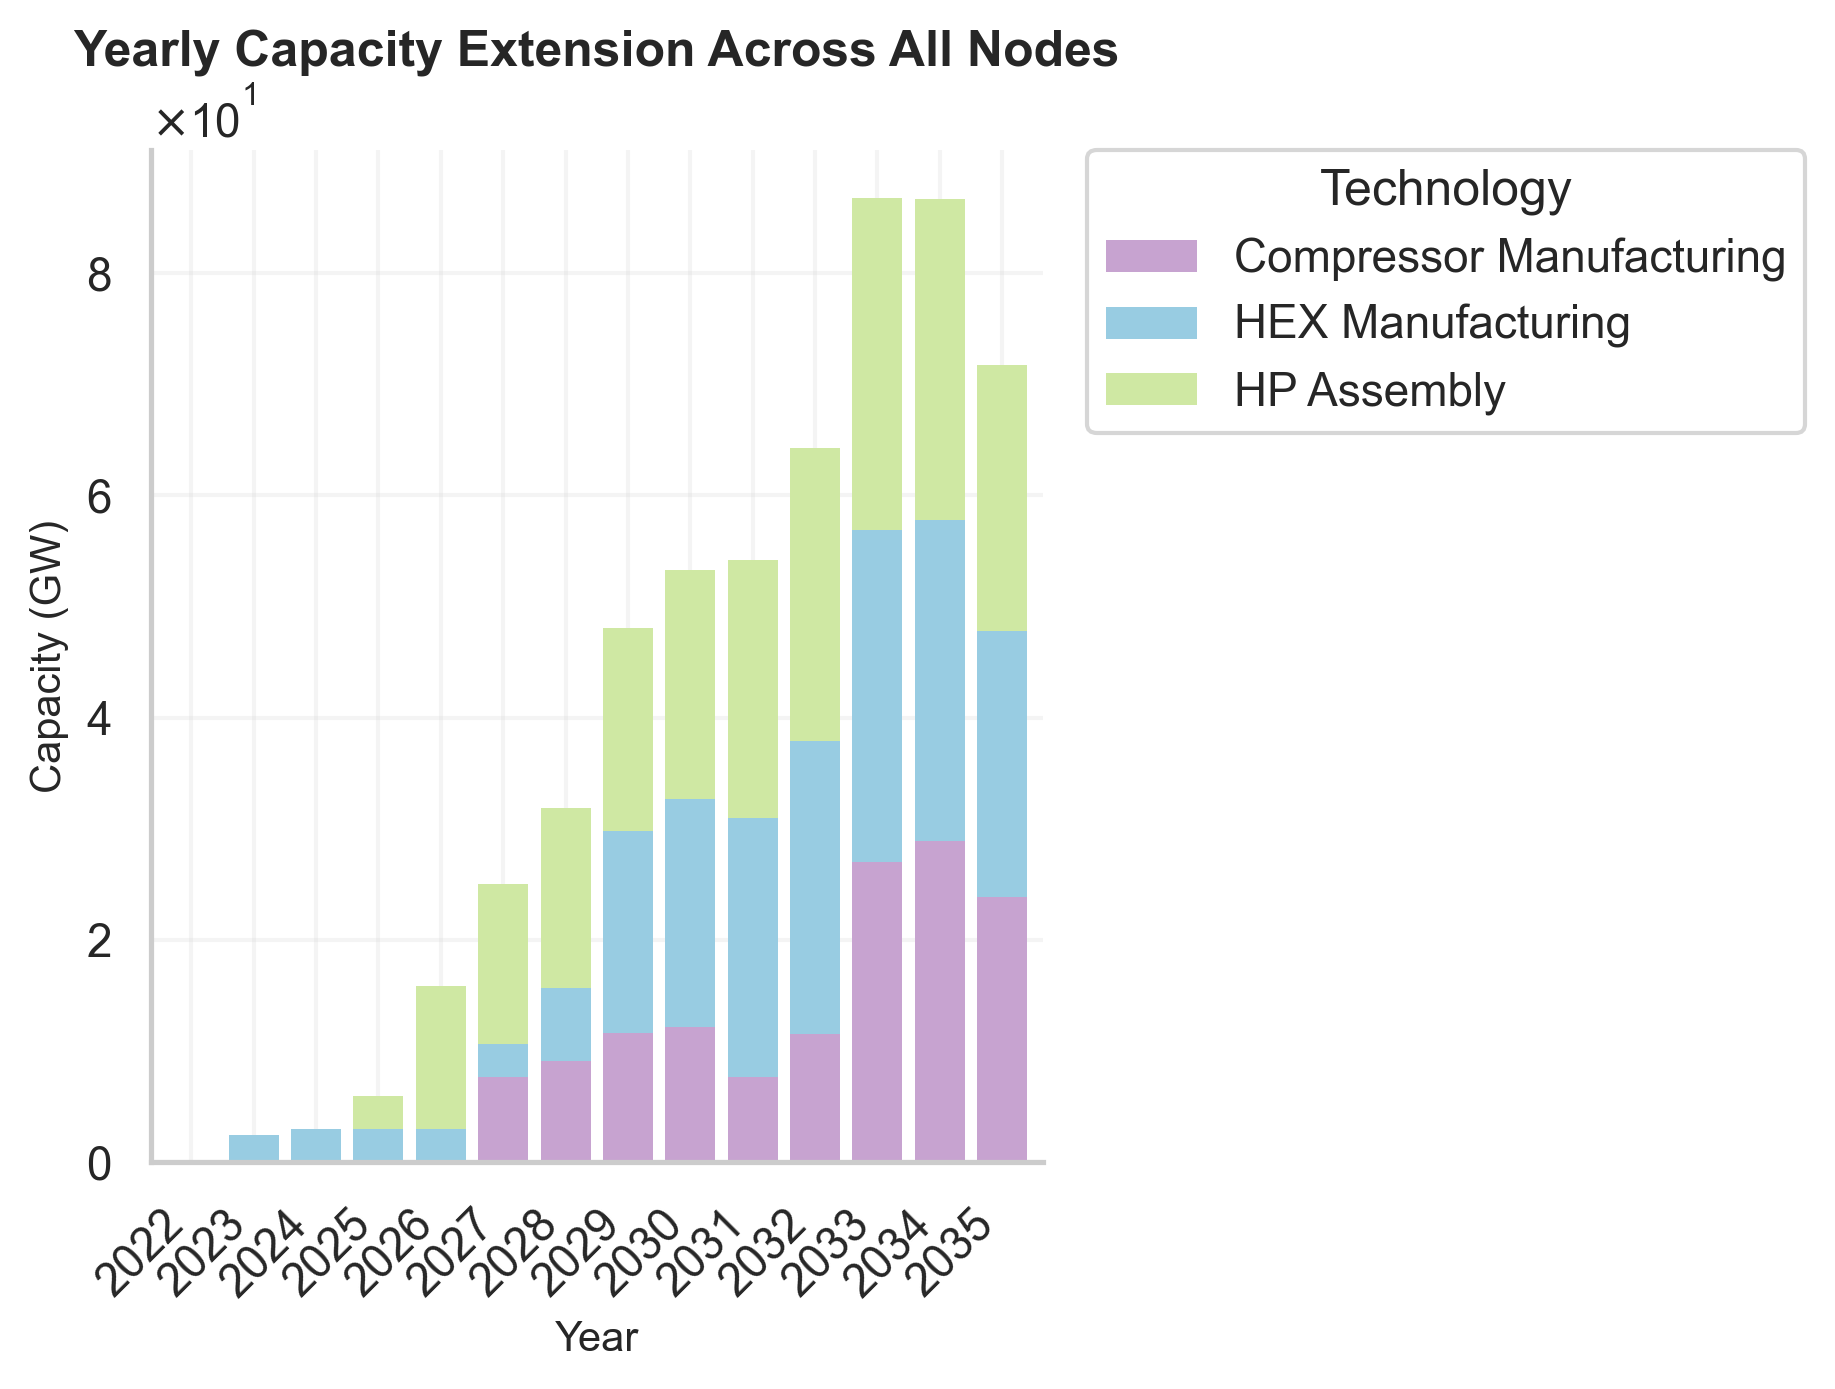 Yearly Capacity Extension Across All Nodes
×10¹
8
6
4
2
0
Capacity (GW)
2022
2023
2024
2025
2026
2027
2028
2029
2030
2031
2032
2033
2034
2035
Year
Technology
Compressor Manufacturing
HEX Manufacturing
HP Assembly